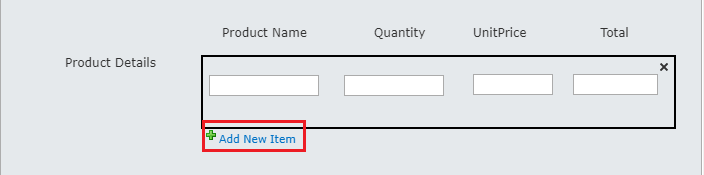 Product Name Quantity UnitPrice Total
Product Details
Add New Item